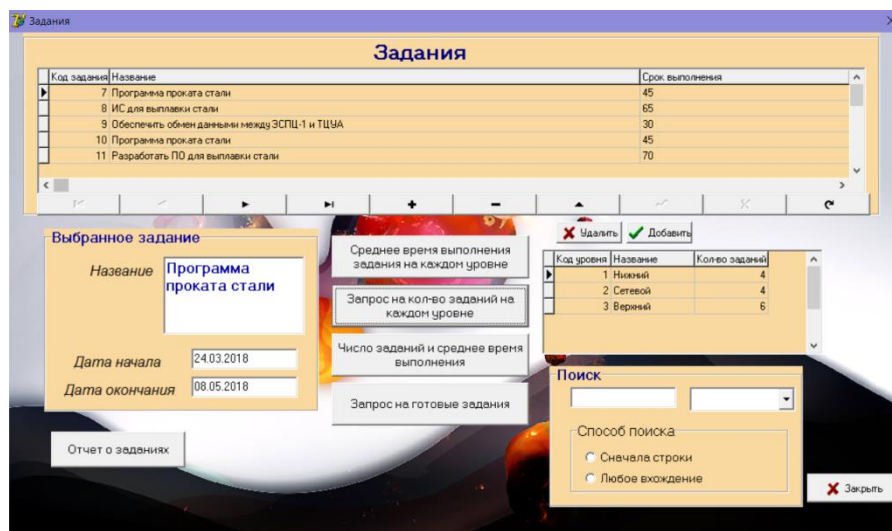 Задания
Задания
Код задания Название Срок выполнения
7 Программа проката стали 45
8 ИС для выплавки стали 65
9 Обеспечить обмен данными между ЭСПЦ-1 и ТЦУА 30
10 Программа проката стали 45
11 Разработать ПО для выплавки стали 70
Выбранное задание
Название
Программа
проката стали
Дата начала 24.03.2018
Дата окончания 08.05.2018
Отчет о заданиях
Среднее время выполнения
задания на каждом уровне
Запрос на кол-во заданий на
каждом уровне
Число заданий и среднее время
выполнения
Запрос на готовые задания
Удалить Добавить
Код уровня Название Кол-во заданий
1 Нижний 4
2 Сетевой 4
3 Верхний 6
Поиск
Способ поиска
Сначала строки
Любое вхождение
Закрыть